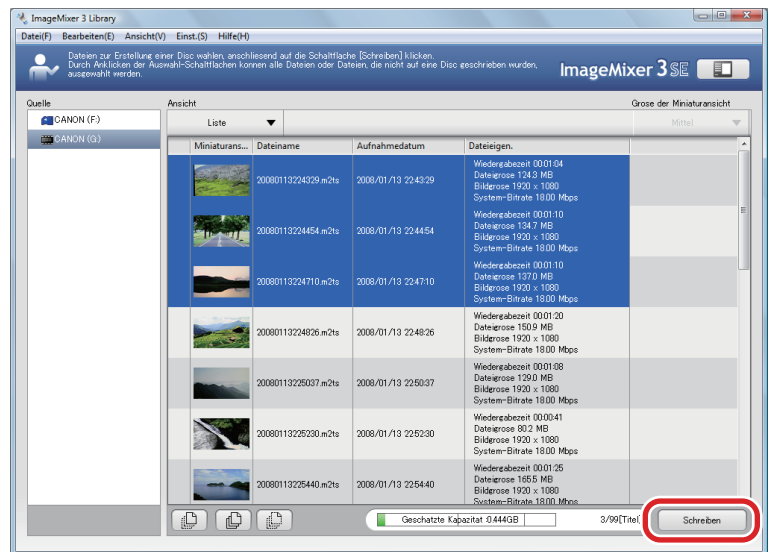 ImageMixer 3 Library
Datei(F) Bearbeiten(E) Ansicht(V) Einst.(S) Hilfe(H)
Dateien zur Erstellung einer Disc wahlen, anschliesend auf die Schaltflache [Schreiben] klicken.
Durch Anklicken der Auswahl-Schaltflachen konnen alle Dateien oder Dateien, die nicht auf eine Disc geschrieben wurden,
ausgewahlt werden.
ImageMixer 3 SE
Quelle Ansicht Grose der Miniaturansicht
CANON (F:) Liste Mittel
CANON (G:)
Miniaturans... Dateiname Aufnahmedatum Dateieigen.
Wiedergabezeit 00:01:04
Dateigrose 124.3 MB
20080113224329.m2ts 2008/01/13 22:43:29
Bildgrose 1920 x 1080
System-Bitrate 18.00 Mbps
Wiedergabezeit 00:01:10
Dateigrose 134.7 MB
20080113224454.m2ts 2008/01/13 22:44:54
Bildgrose 1920 x 1080
System-Bitrate 18.00 Mbps
Wiedergabezeit 00:01:10
Dateigrose 137.0 MB
20080113224710.m2ts 2008/01/13 22:47:10
Bildgrose 1920 x 1080
System-Bitrate 18.00 Mbps
Wiedergabezeit 00:01:20
Dateigrose 150.9 MB
20080113224826.m2ts 2008/01/13 22:48:26
Bildgrose 1920 x 1080
System-Bitrate 18.00 Mbps
Wiedergabezeit 00:01:08
Dateigrose 129.0 MB
20080113225037.m2ts 2008/01/13 22:50:37
Bildgrose 1920 x 1080
System-Bitrate 18.00 Mbps
Wiedergabezeit 00:00:41
Dateigrose 80.2 MB
20080113225230.m2ts 2008/01/13 22:52:30
Bildgrose 1920 x 1080
System-Bitrate 18.00 Mbps
Wiedergabezeit 00:01:25
Dateigrose 165.5 MB
20080113225440.m2ts 2008/01/13 22:54:40
Bildgrose 1920 x 1080
System-Bitrate 18.00 Mbps
Geschatzte Kapazitat :0.444GB 3/99[Titel] Schreiben